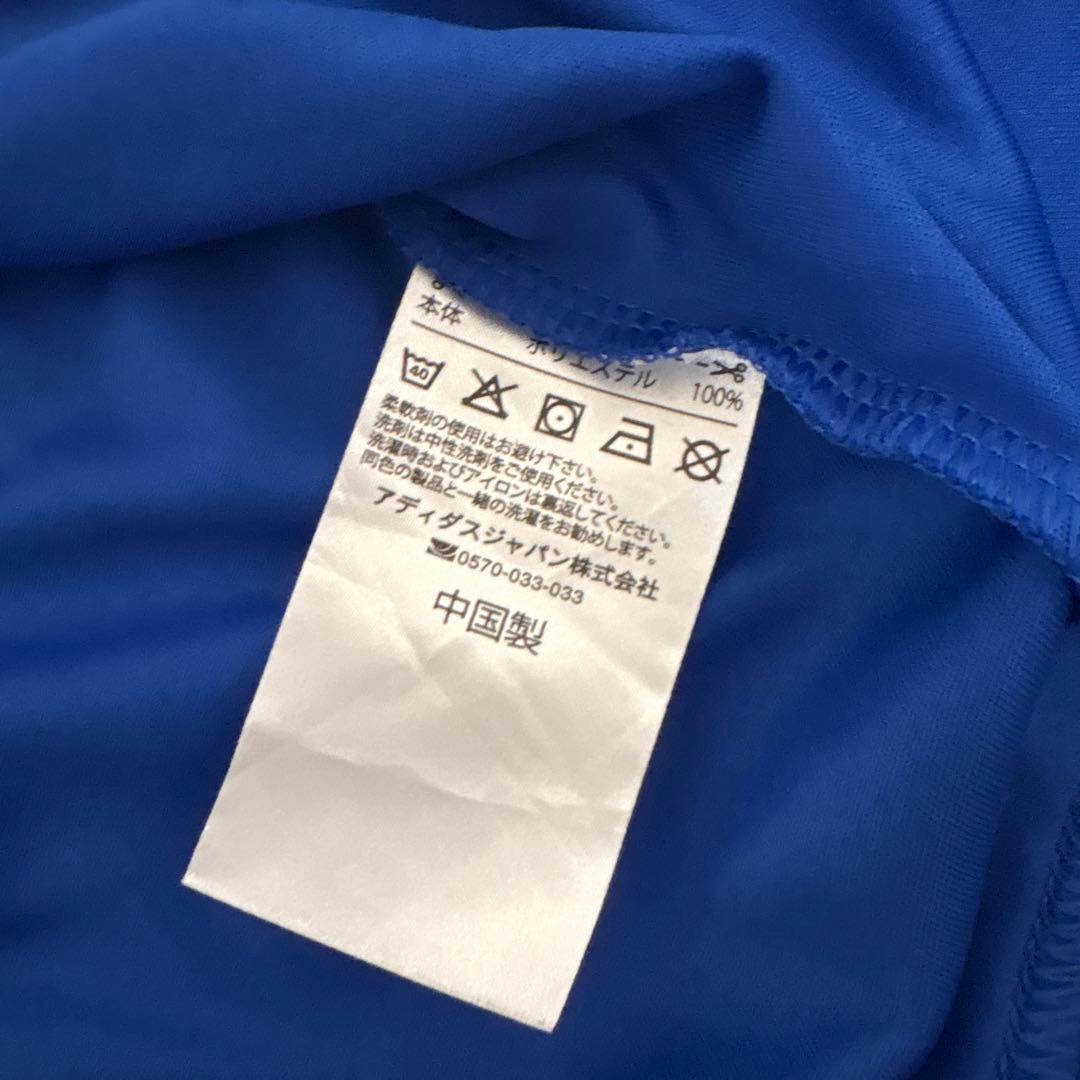 本体 ポリエステル 100%
40
柔軟剤の使用はお避け下さい。
洗剤は中性洗剤をご使用ください。
洗濯時およびアイロンは裏返してください。
同色の製品と一緒の洗濯をお勧めします。
アディダスジャパン株式会社
0570-033-033
中国製